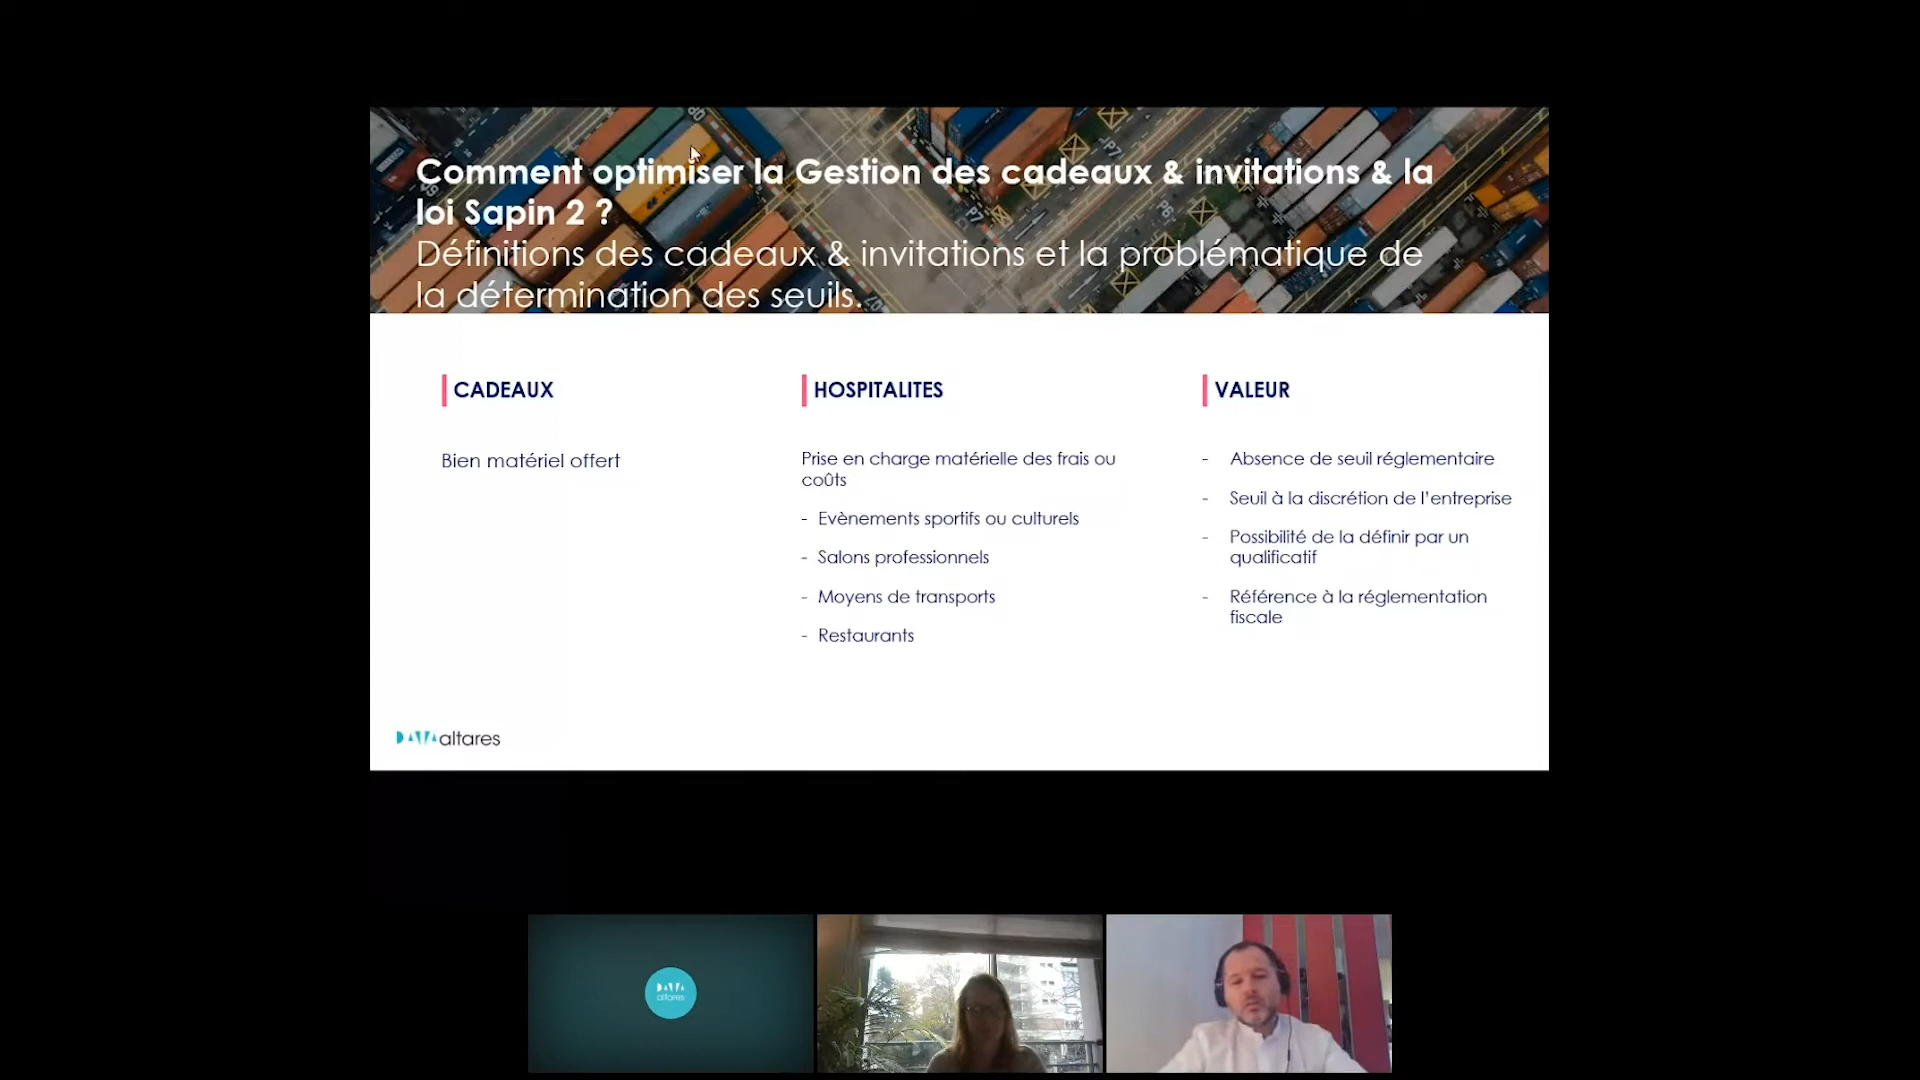 Comment optimiser la Gestion des cadeaux & invitations & la
loi Sapin 2 ?
Définitions des cadeaux & invitations et la problématique de
la détermination des seuils.
CADEAUX
Bien matériel offert
HOSPITALITES
Prise en charge matérielle des frais ou
coûts
- Evènements sportifs ou culturels
- Salons professionnels
- Moyens de transports
- Restaurants
VALEUR
- Absence de seuil réglementaire
- Seuil à la discrétion de l'entreprise
- Possibilité de la définir par un
qualificatif
- Référence à la réglementation
fiscale
DATA altares
DATA
altares